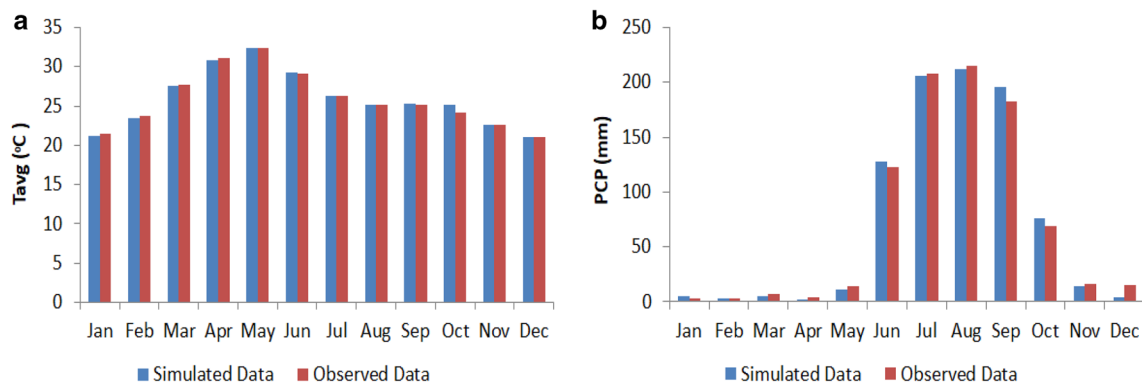 a
35
30
25
20
15
10
5
0
Tavg (°C )
Jan Feb Mar Apr May Jun Jul Aug Sep Oct Nov Dec
Simulated Data Observed Data
b
250
200
150
100
50
0
PCP (mm)
Jan Feb Mar Apr May Jun Jul Aug Sep Oct Nov Dec
Simulated Data Observed Data